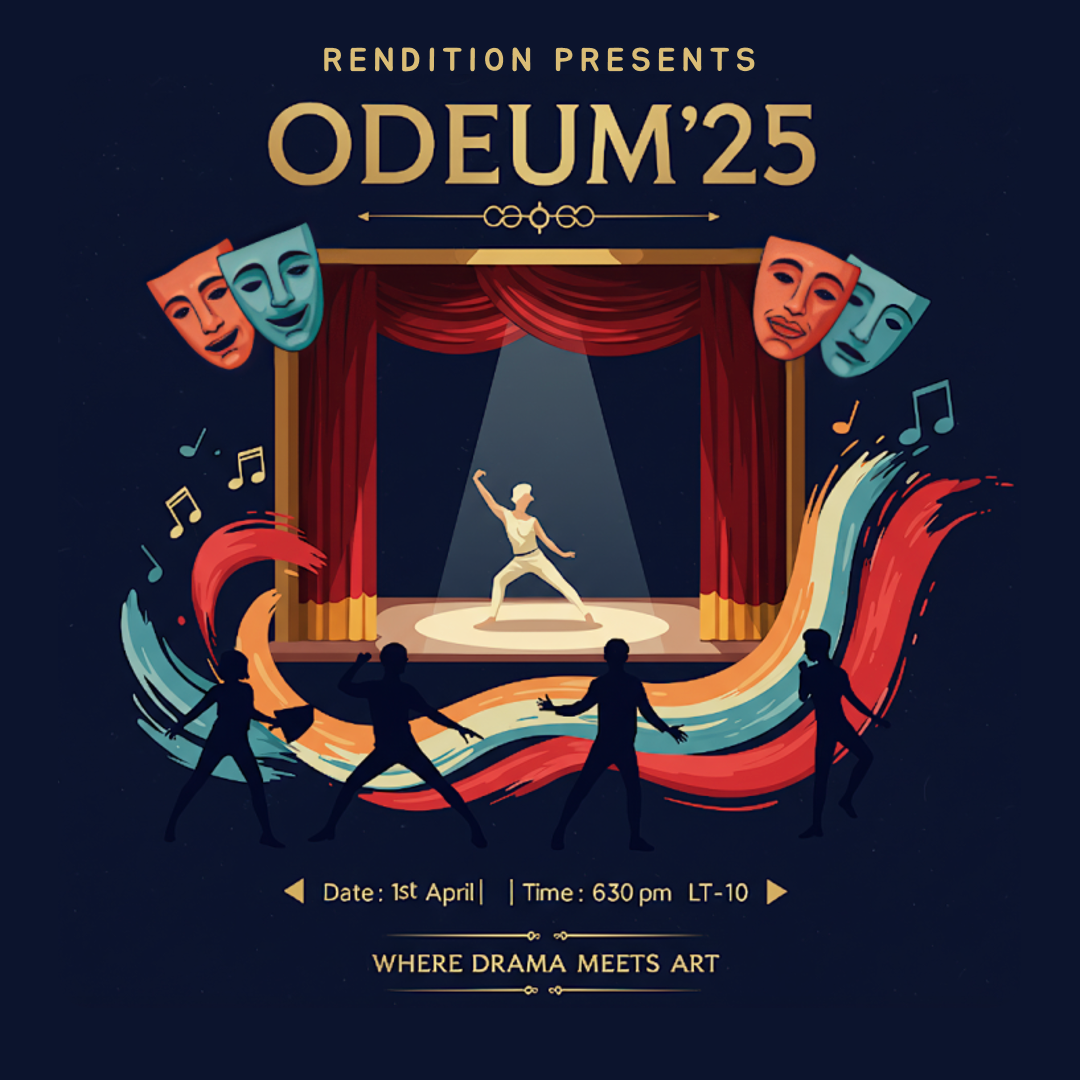 RENDITION PRESENTS
ODEUM'25
Date: 1st April| |Time: 630 pm LT-10
WHERE DRAMA MEETS ART